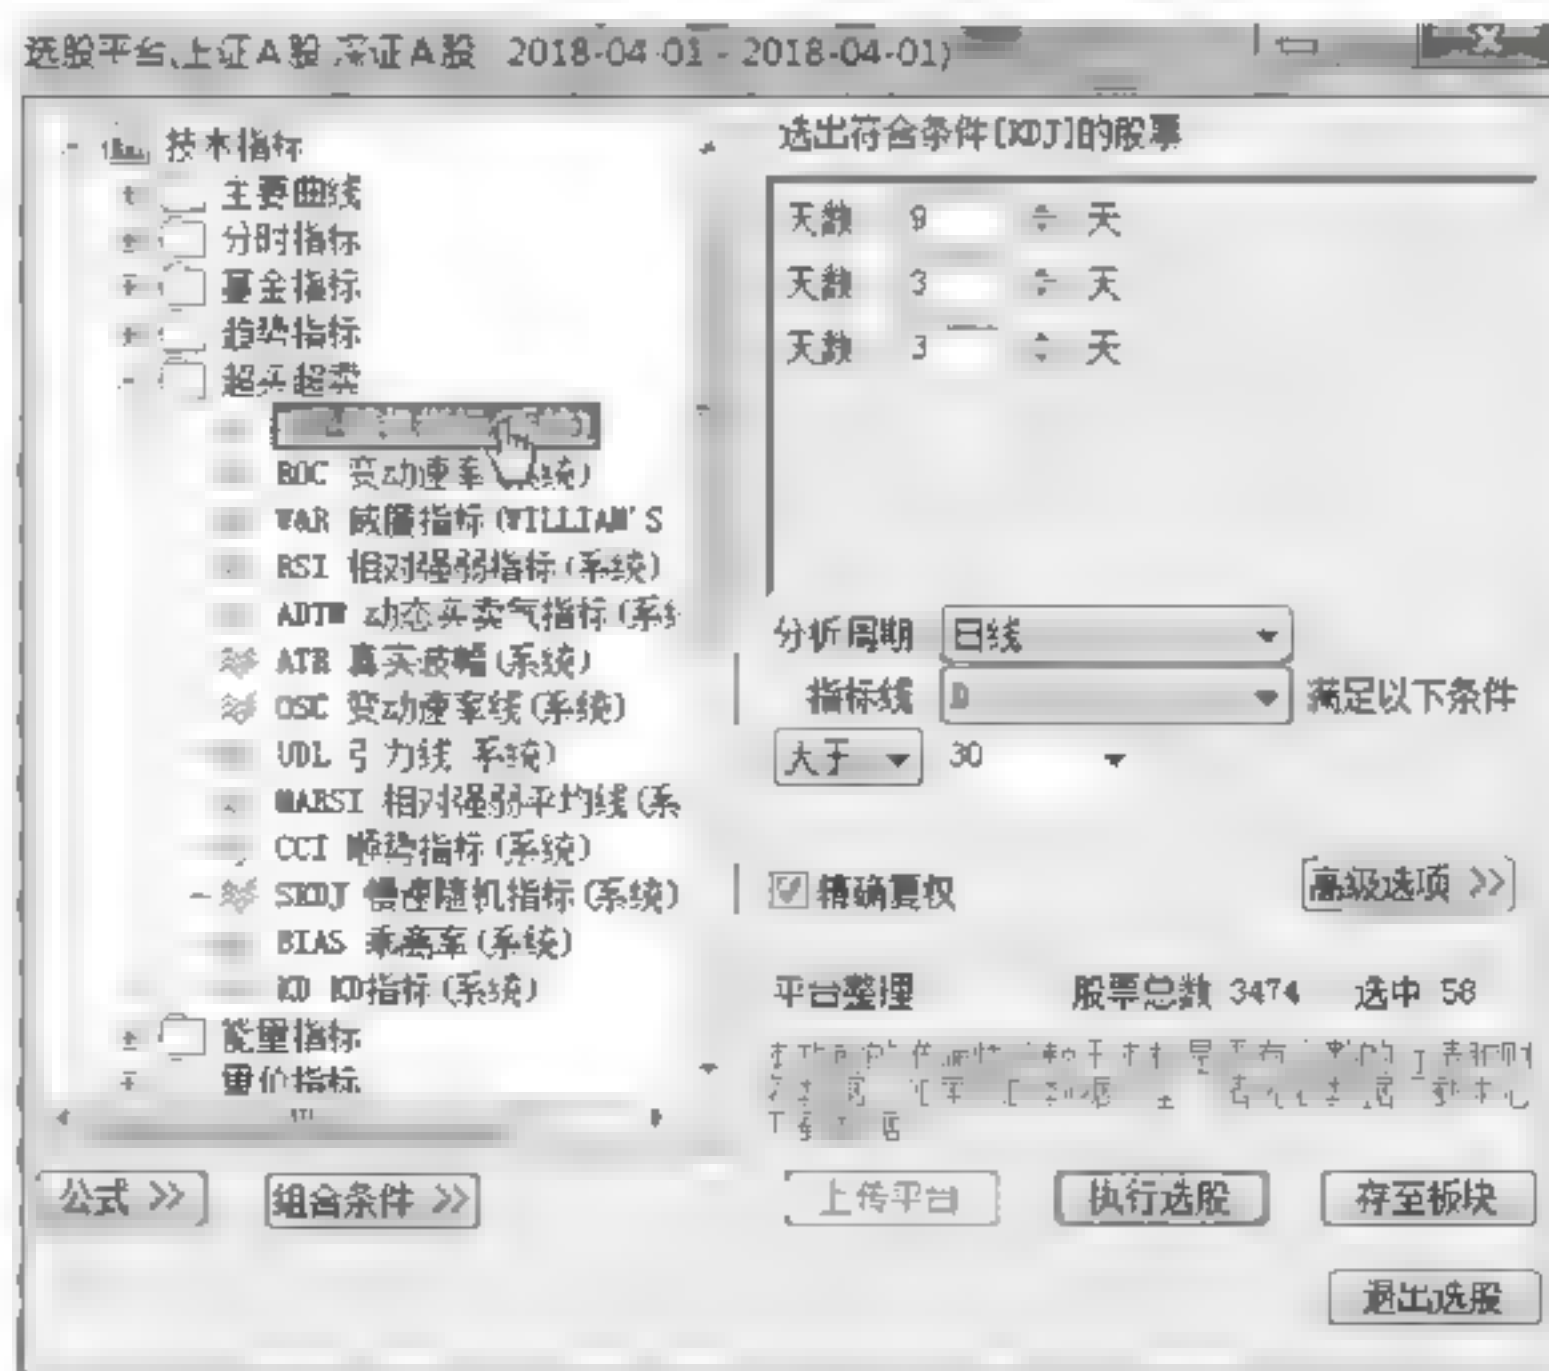 选股平台,上证A股 深证A股 2018-04-01 - 2018-04-01)
技术指标
主要曲线
分时指标
基金指标
趋势指标
超买超卖
ROC 变动速率(系统)
W&R 威廉指标(WILLIAM'S
RSI 相对强弱指标(系统)
ADTM 动态买卖气指标(系统
ATR 真实波幅(系统)
OSC 变动速率线(系统)
UDL 引力线 系统)
MARSI 相对强弱平均线(系
CCI 顺势指标(系统)
SKDJ 慢速随机指标(系统)
BIAS 乖离率(系统)
KD KD指标(系统)
能量指标
量价指标
公式 >>
组合条件 >>
选出符合条件[KDJ]的股票
天数 9 天
天数 3 天
天数 3 天
分析周期 日线
指标线 D 满足以下条件
大于 30
精确复权
高级选项 >>
平台整理 股票总数 3474 选中 58
上传平台
执行选股
存至板块
退出选股